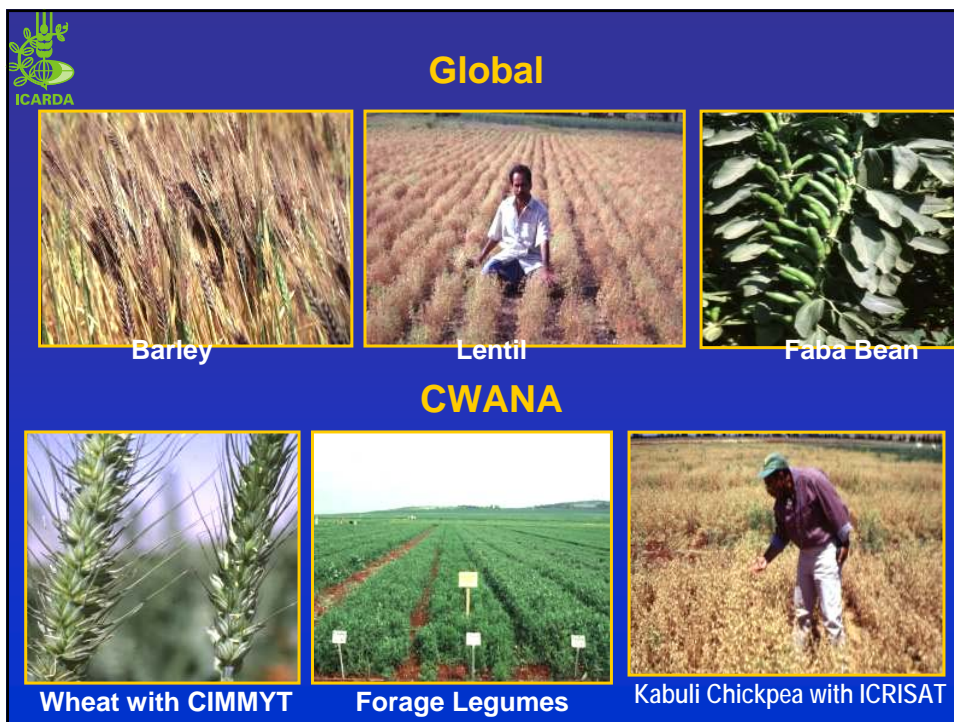 ICARDA
Global
Barley
Lentil
Faba Bean
CWANA
Wheat with CIMMYT
Forage Legumes
Kabuli Chickpea with ICRISAT